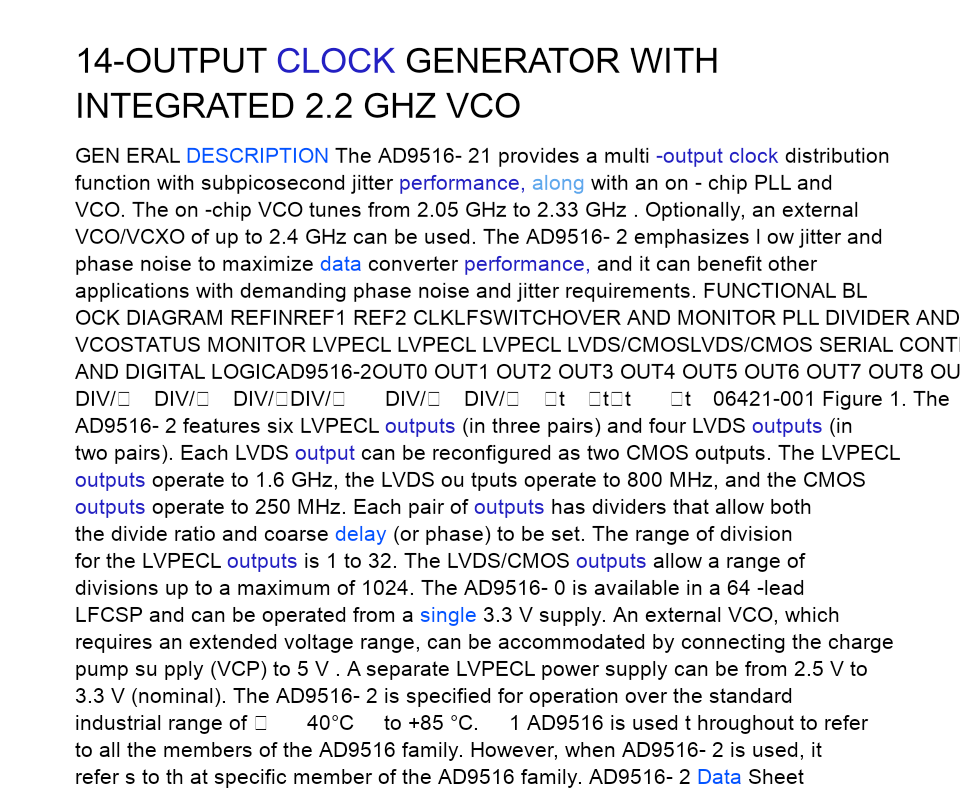 14-OUTPUT CLOCK GENERATOR WITH
INTEGRATED 2.2 GHZ VCO
GEN ERAL DESCRIPTION The AD9516- 21 provides a multi -output clock distribution
function with subpicosecond jitter performance, along with an on - chip PLL and
VCO. The on -chip VCO tunes from 2.05 GHz to 2.33 GHz . Optionally, an external
VCO/VCXO of up to 2.4 GHz can be used. The AD9516- 2 emphasizes l ow jitter and
phase noise to maximize data converter performance, and it can benefit other
applications with demanding phase noise and jitter requirements. FUNCTIONAL BL
OCK DIAGRAM REFINREF1 REF2 CLKLFSWITCHOVER AND MONITOR PLL DIVIDER AND
VCOSTATUS MONITOR LVPECL LVPECL LVPECL LVDS/CMOSLVDS/CMOS SERIAL CONT
AND DIGITAL LOGICAD9516-2OUT0 OUT1 OUT2 OUT3 OUT4 OUT5 OUT6 OUT7 OUT8 OU
DIV/□ DIV/□ DIV/□DIV/□ DIV/□ DIV/□ □t □t□t □t 06421-001 Figure 1. The
AD9516- 2 features six LVPECL outputs (in three pairs) and four LVDS outputs (in
two pairs). Each LVDS output can be reconfigured as two CMOS outputs. The LVPECL
outputs operate to 1.6 GHz, the LVDS ou tputs operate to 800 MHz, and the CMOS
outputs operate to 250 MHz. Each pair of outputs has dividers that allow both
the divide ratio and coarse delay (or phase) to be set. The range of division
for the LVPECL outputs is 1 to 32. The LVDS/CMOS outputs allow a range of
divisions up to a maximum of 1024. The AD9516- 0 is available in a 64 -lead
LFCSP and can be operated from a single 3.3 V supply. An external VCO, which
requires an extended voltage range, can be accommodated by connecting the charge
pump su pply (VCP) to 5 V . A separate LVPECL power supply can be from 2.5 V to
3.3 V (nominal). The AD9516- 2 is specified for operation over the standard
industrial range of □ 40°C to +85 °C. 1 AD9516 is used t hroughout to refer
to all the members of the AD9516 family. However, when AD9516- 2 is used, it
refer s to th at specific member of the AD9516 family. AD9516- 2 Data Sheet